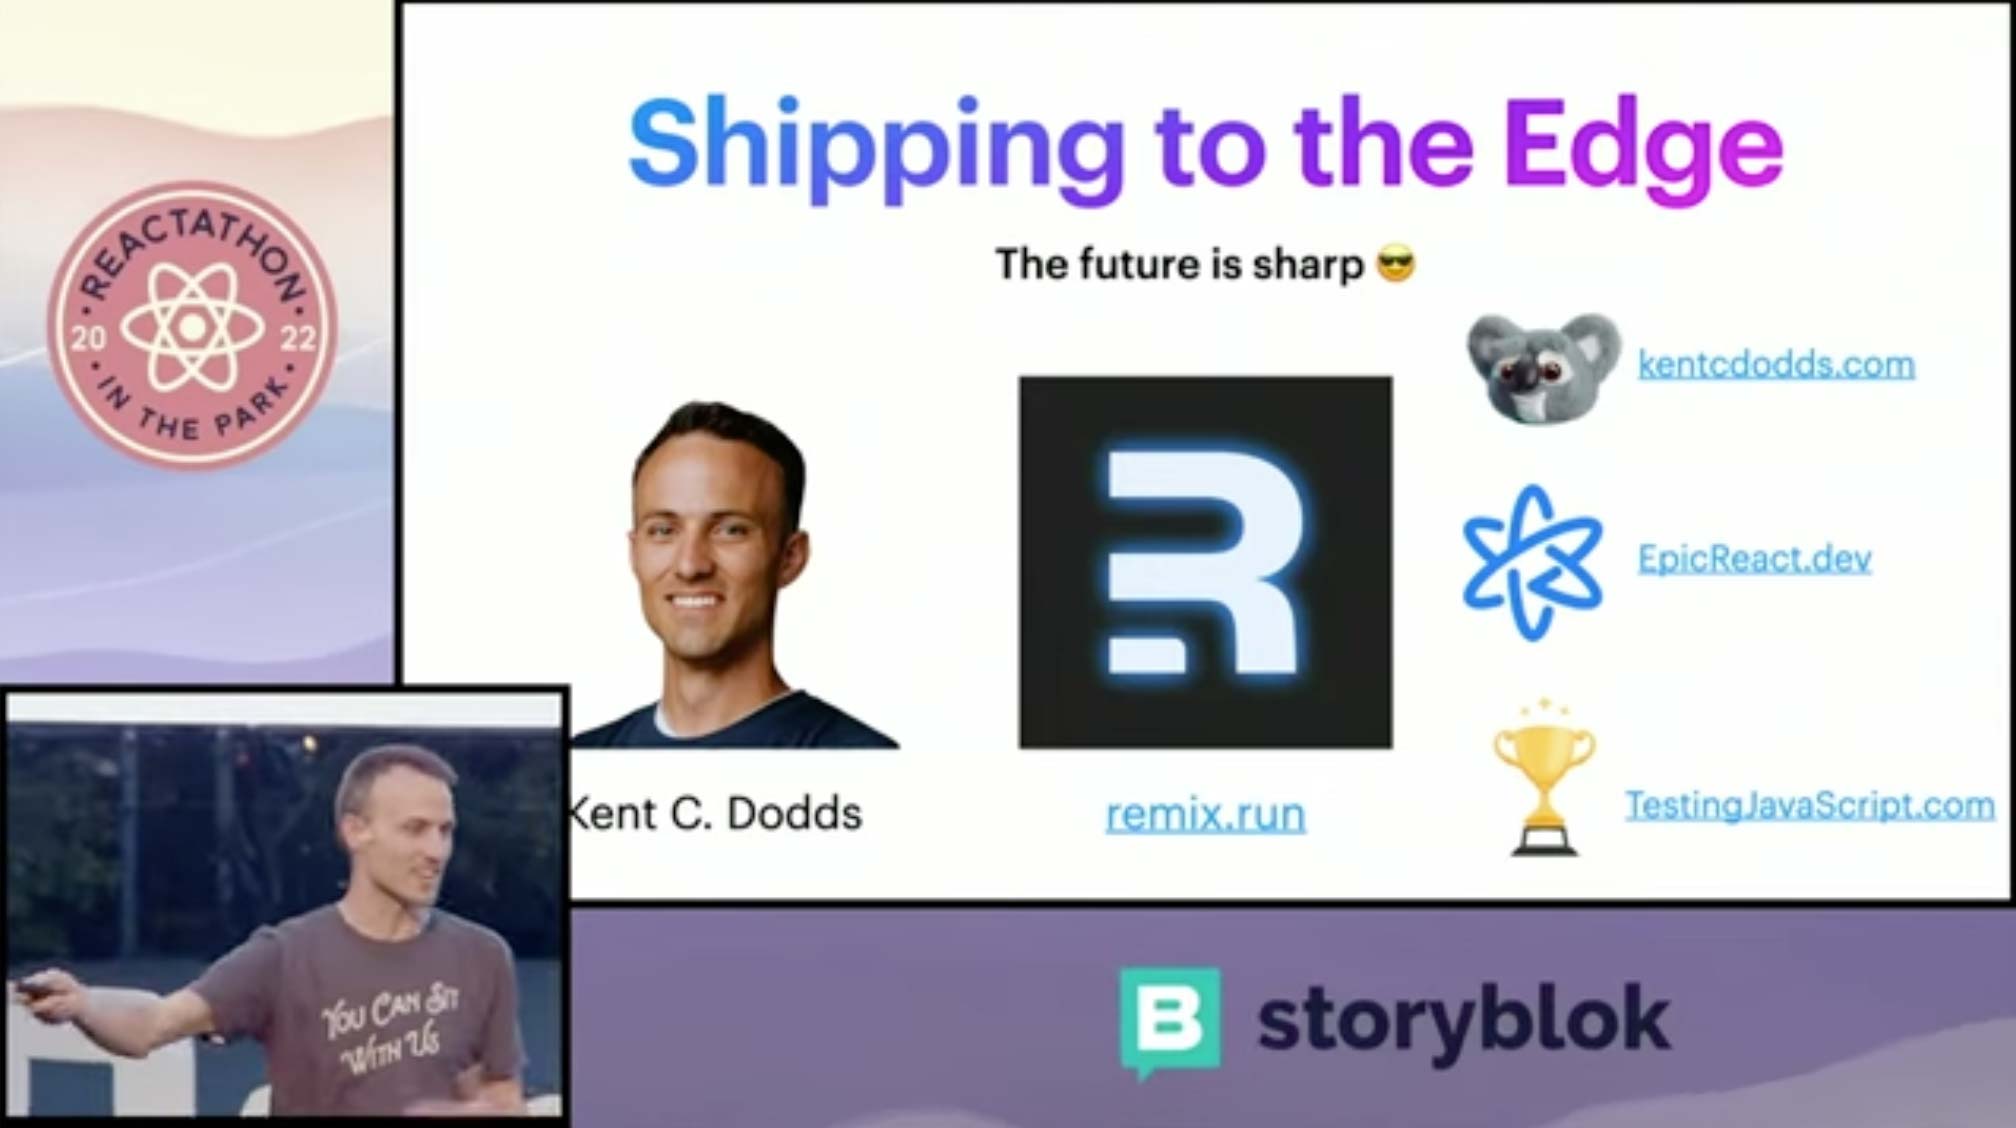 REACTATHON
20 22
IN THE PARK
Shipping to the Edge
The future is sharp 😎
kentcdodds.com
EpicReact.dev
TestingJavaScript.com
Kent C. Dodds
remix.run
YOU CAN SIT
WITH US
storyblok